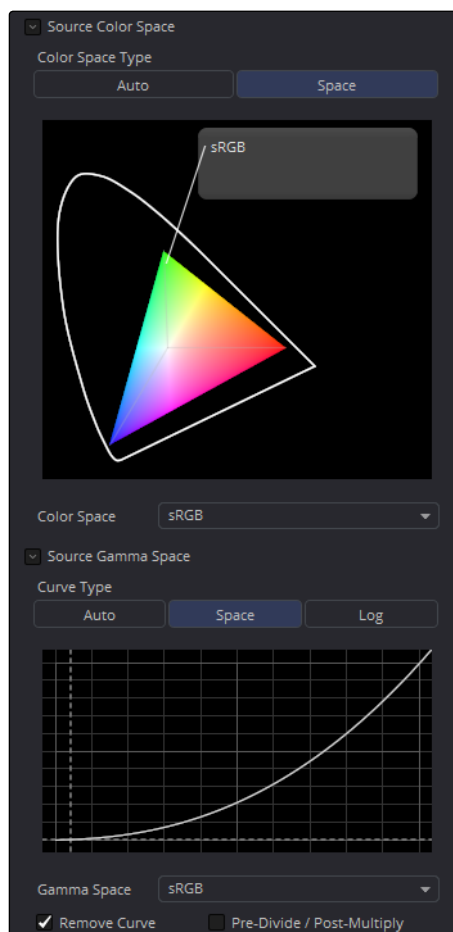 Source Color Space
Color Space Type
Auto Space
sRGB
Color Space sRGB
Source Gamma Space
Curve Type
Auto Space Log
Gamma Space sRGB
Remove Curve Pre-Divide / Post-Multiply